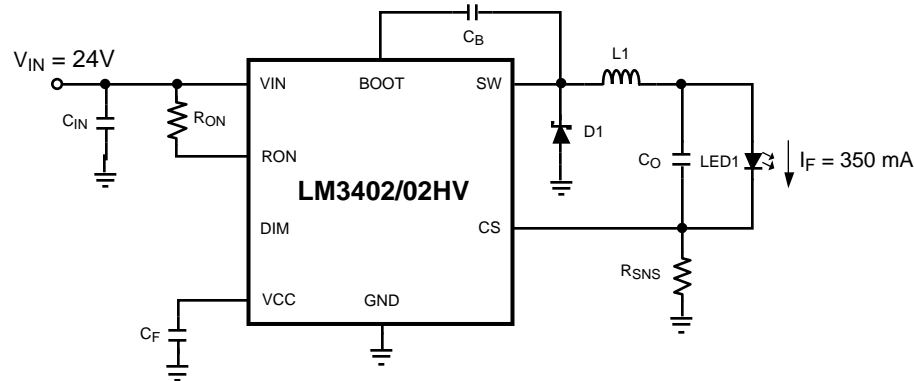 C_B
L1
V_IN = 24V
VIN
BOOT
SW
C_IN
R_ON
D1
C_O
LED1
I_F = 350 mA
RON
LM3402/02HV
DIM
CS
R_SNS
VCC
GND
C_F